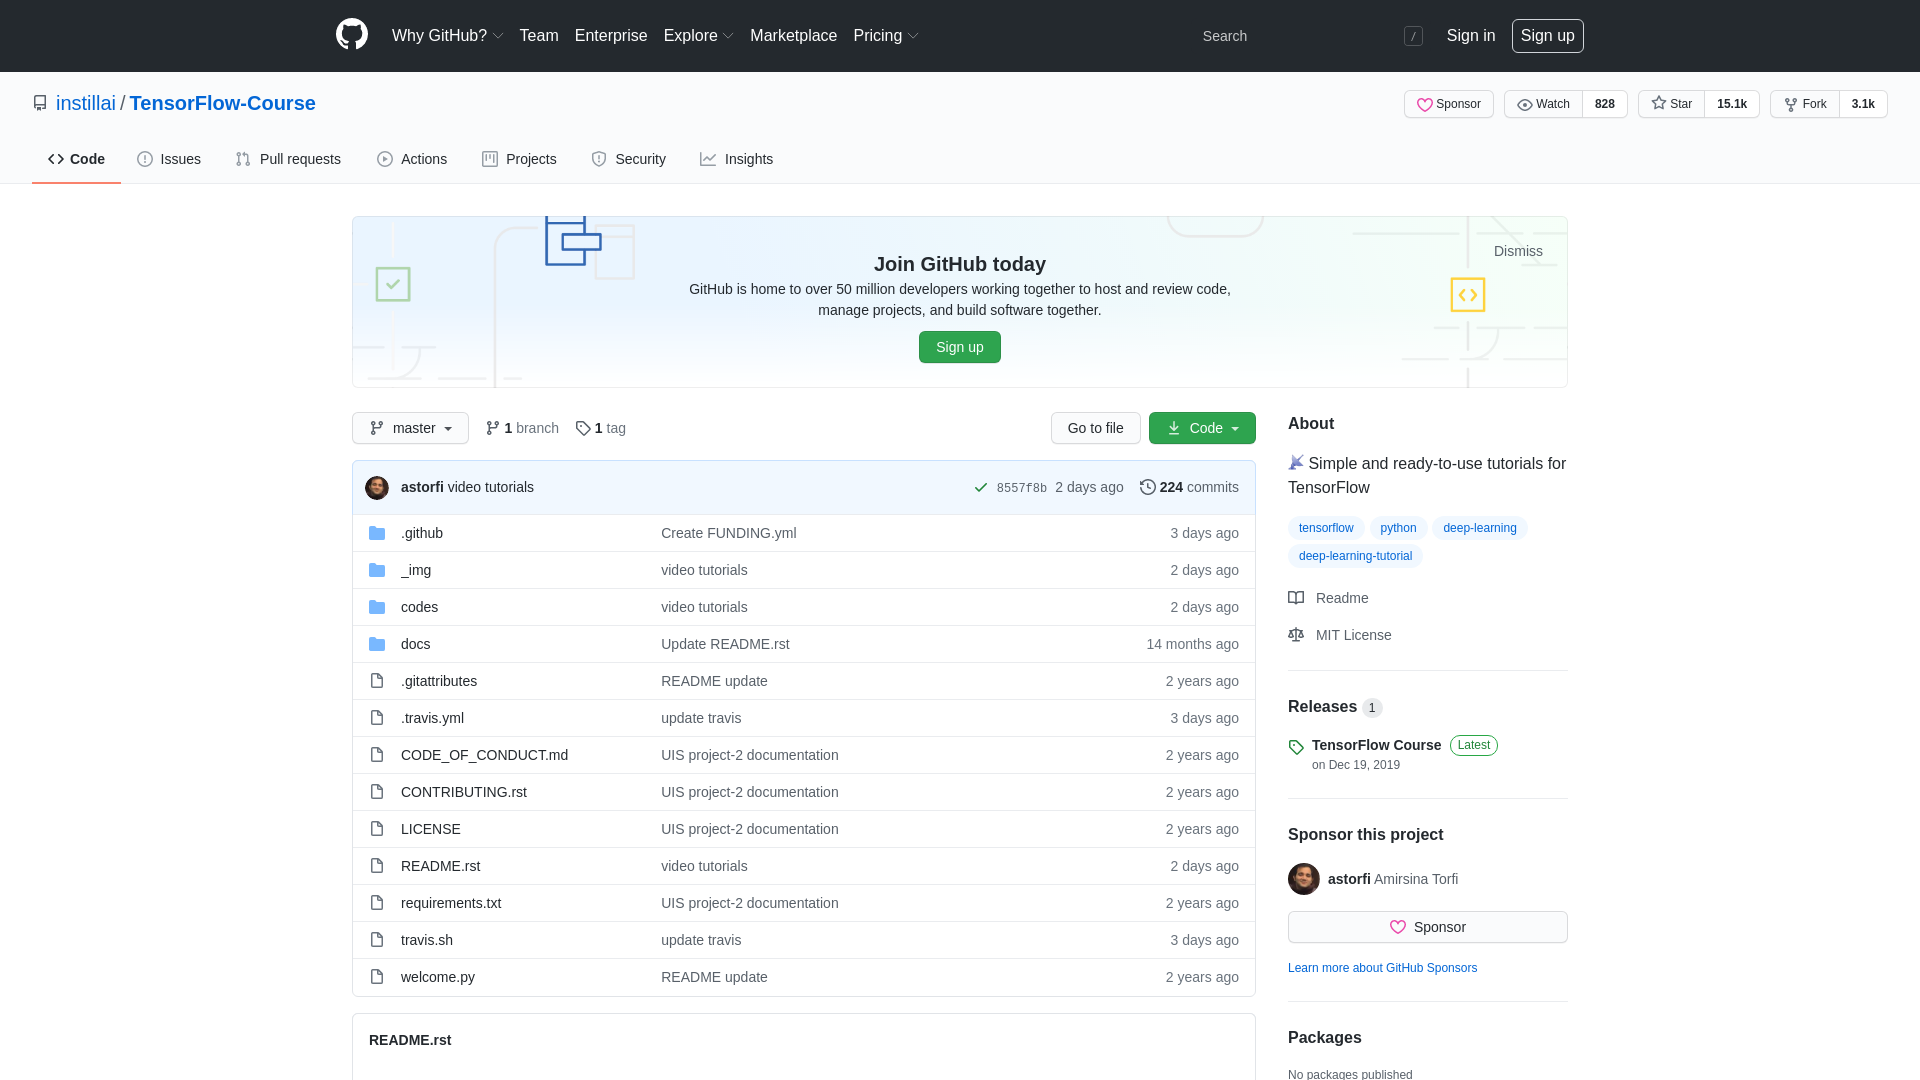 Why GitHub? Team Enterprise Explore Marketplace Pricing Search / Sign in Sign up
instillai / TensorFlow-Course Sponsor Watch 828 Star 15.1k Fork 3.1k
Code Issues Pull requests Actions Projects Security Insights
Dismiss
Join GitHub today
GitHub is home to over 50 million developers working together to host and review code,
manage projects, and build software together.
Sign up
master 1 branch 1 tag Go to file Code
astorfi video tutorials 8557f8b 2 days ago 224 commits
.github Create FUNDING.yml 3 days ago
_img video tutorials 2 days ago
codes video tutorials 2 days ago
docs Update README.rst 14 months ago
.gitattributes README update 2 years ago
.travis.yml update travis 3 days ago
CODE_OF_CONDUCT.md UIS project-2 documentation 2 years ago
CONTRIBUTING.rst UIS project-2 documentation 2 years ago
LICENSE UIS project-2 documentation 2 years ago
README.rst video tutorials 2 days ago
requirements.txt UIS project-2 documentation 2 years ago
travis.sh update travis 3 days ago
welcome.py README update 2 years ago
README.rst
About
Simple and ready-to-use tutorials for
TensorFlow
tensorflow python deep-learning
deep-learning-tutorial
Readme
MIT License
Releases 1
TensorFlow Course Latest
on Dec 19, 2019
Sponsor this project
astorfi Amirsina Torfi
Sponsor
Learn more about GitHub Sponsors
Packages
No packages published